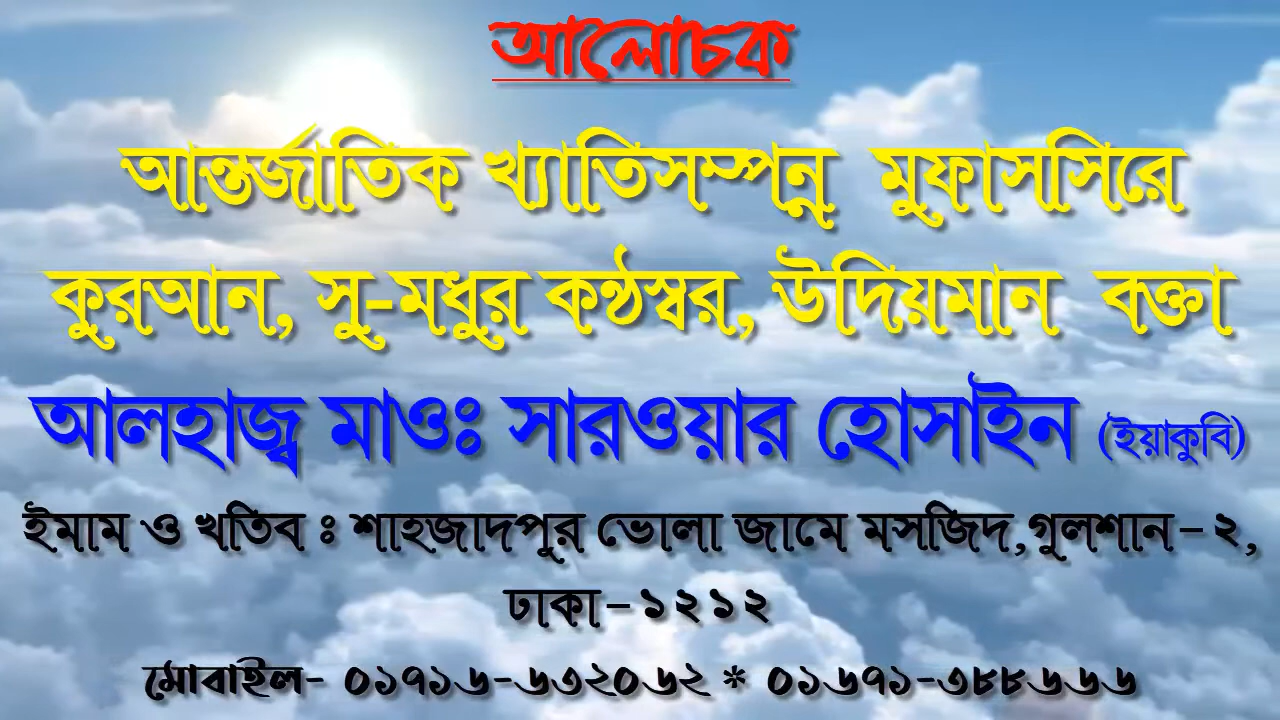 আলোচক
আন্তর্জাতিক খ্যাতিসম্পন্ন মুফাসসিরে
কুরআন, সু-মধুর কন্ঠস্বর, উদিয়মান বক্তা
আলহাজ্ব মাওঃ সারওয়ার হোসাইন (ইয়াকুবি)
ইমাম ও খতিব ঃ শাহজাদপুর ভোলা জামে মসজিদ,গুলশান-২,
ঢাকা-১২১২
মোবাইল- ০১৭১৬-৬৩২০৬২ * ০১৬৭১-৩৮৮৬৬৬